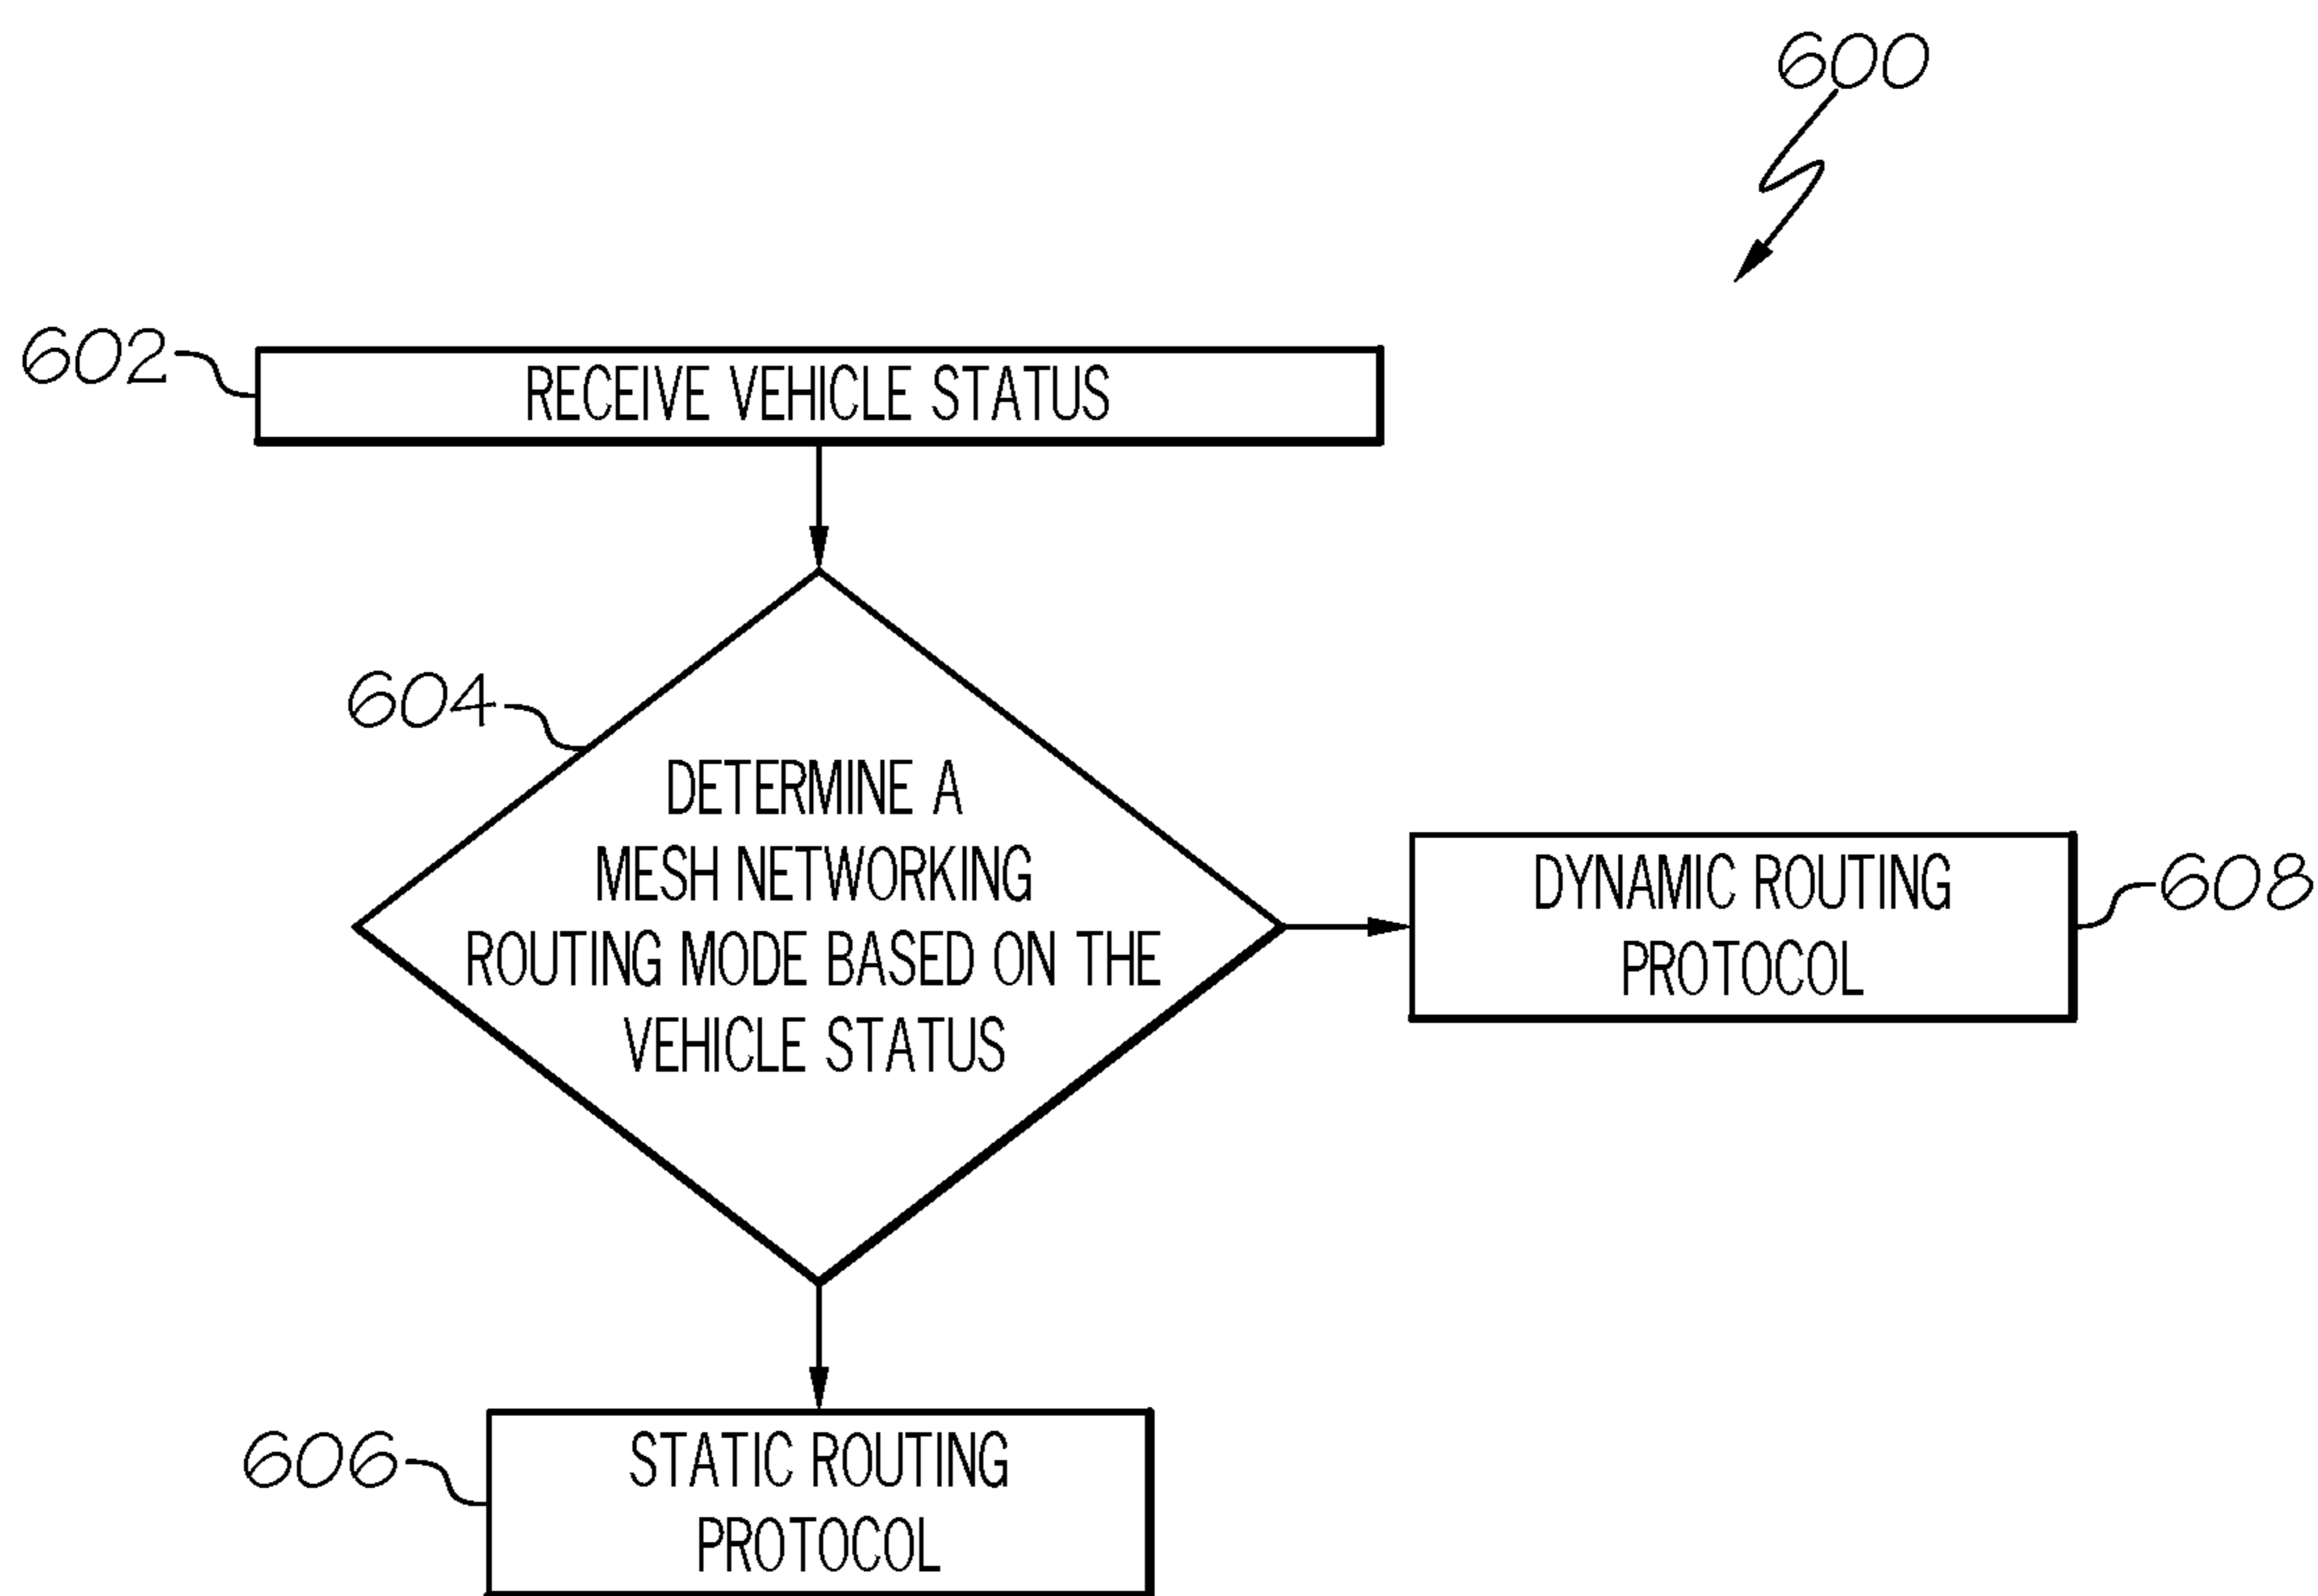 600
602
RECEIVE VEHICLE STATUS
604
DETERMINE A
MESH NETWORKING
ROUTING MODE BASED ON THE
VEHICLE STATUS
DYNAMIC ROUTING
PROTOCOL
608
606
STATIC ROUTING
PROTOCOL